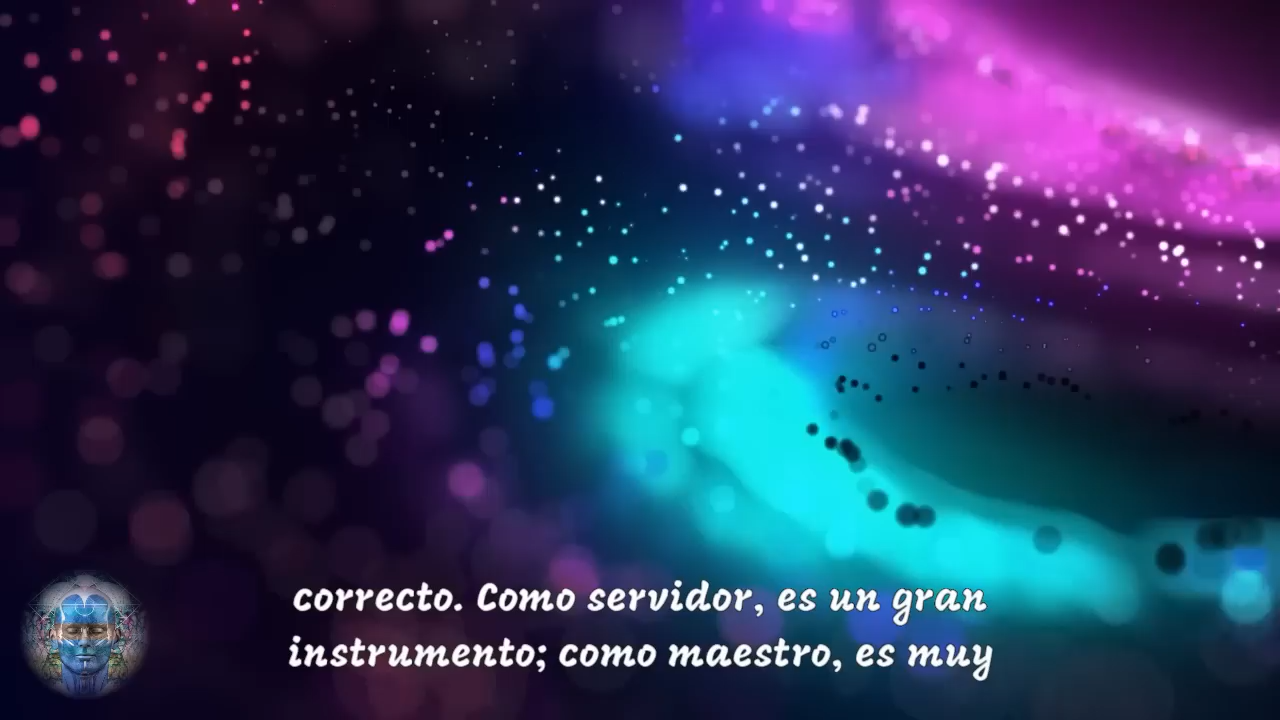 correcto. Como servidor, es un gran
instrumento; como maestro, es muy